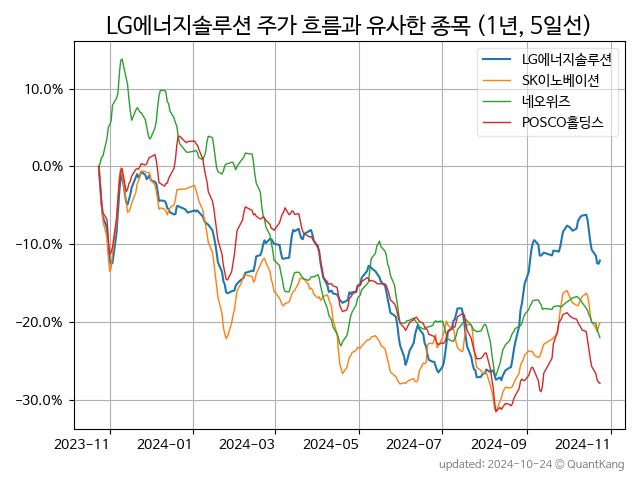 LG에너지솔루션 주가 흐름과 유사한 종목 (1년, 5일선)
LG에너지솔루션
SK이노베이션
네오위즈
POSCO홀딩스
10.0%
0.0%
-10.0%
-20.0%
-30.0%
2023-11 2024-01 2024-03 2024-05 2024-07 2024-09 2024-11
updated: 2024-10-24 © QuantKang